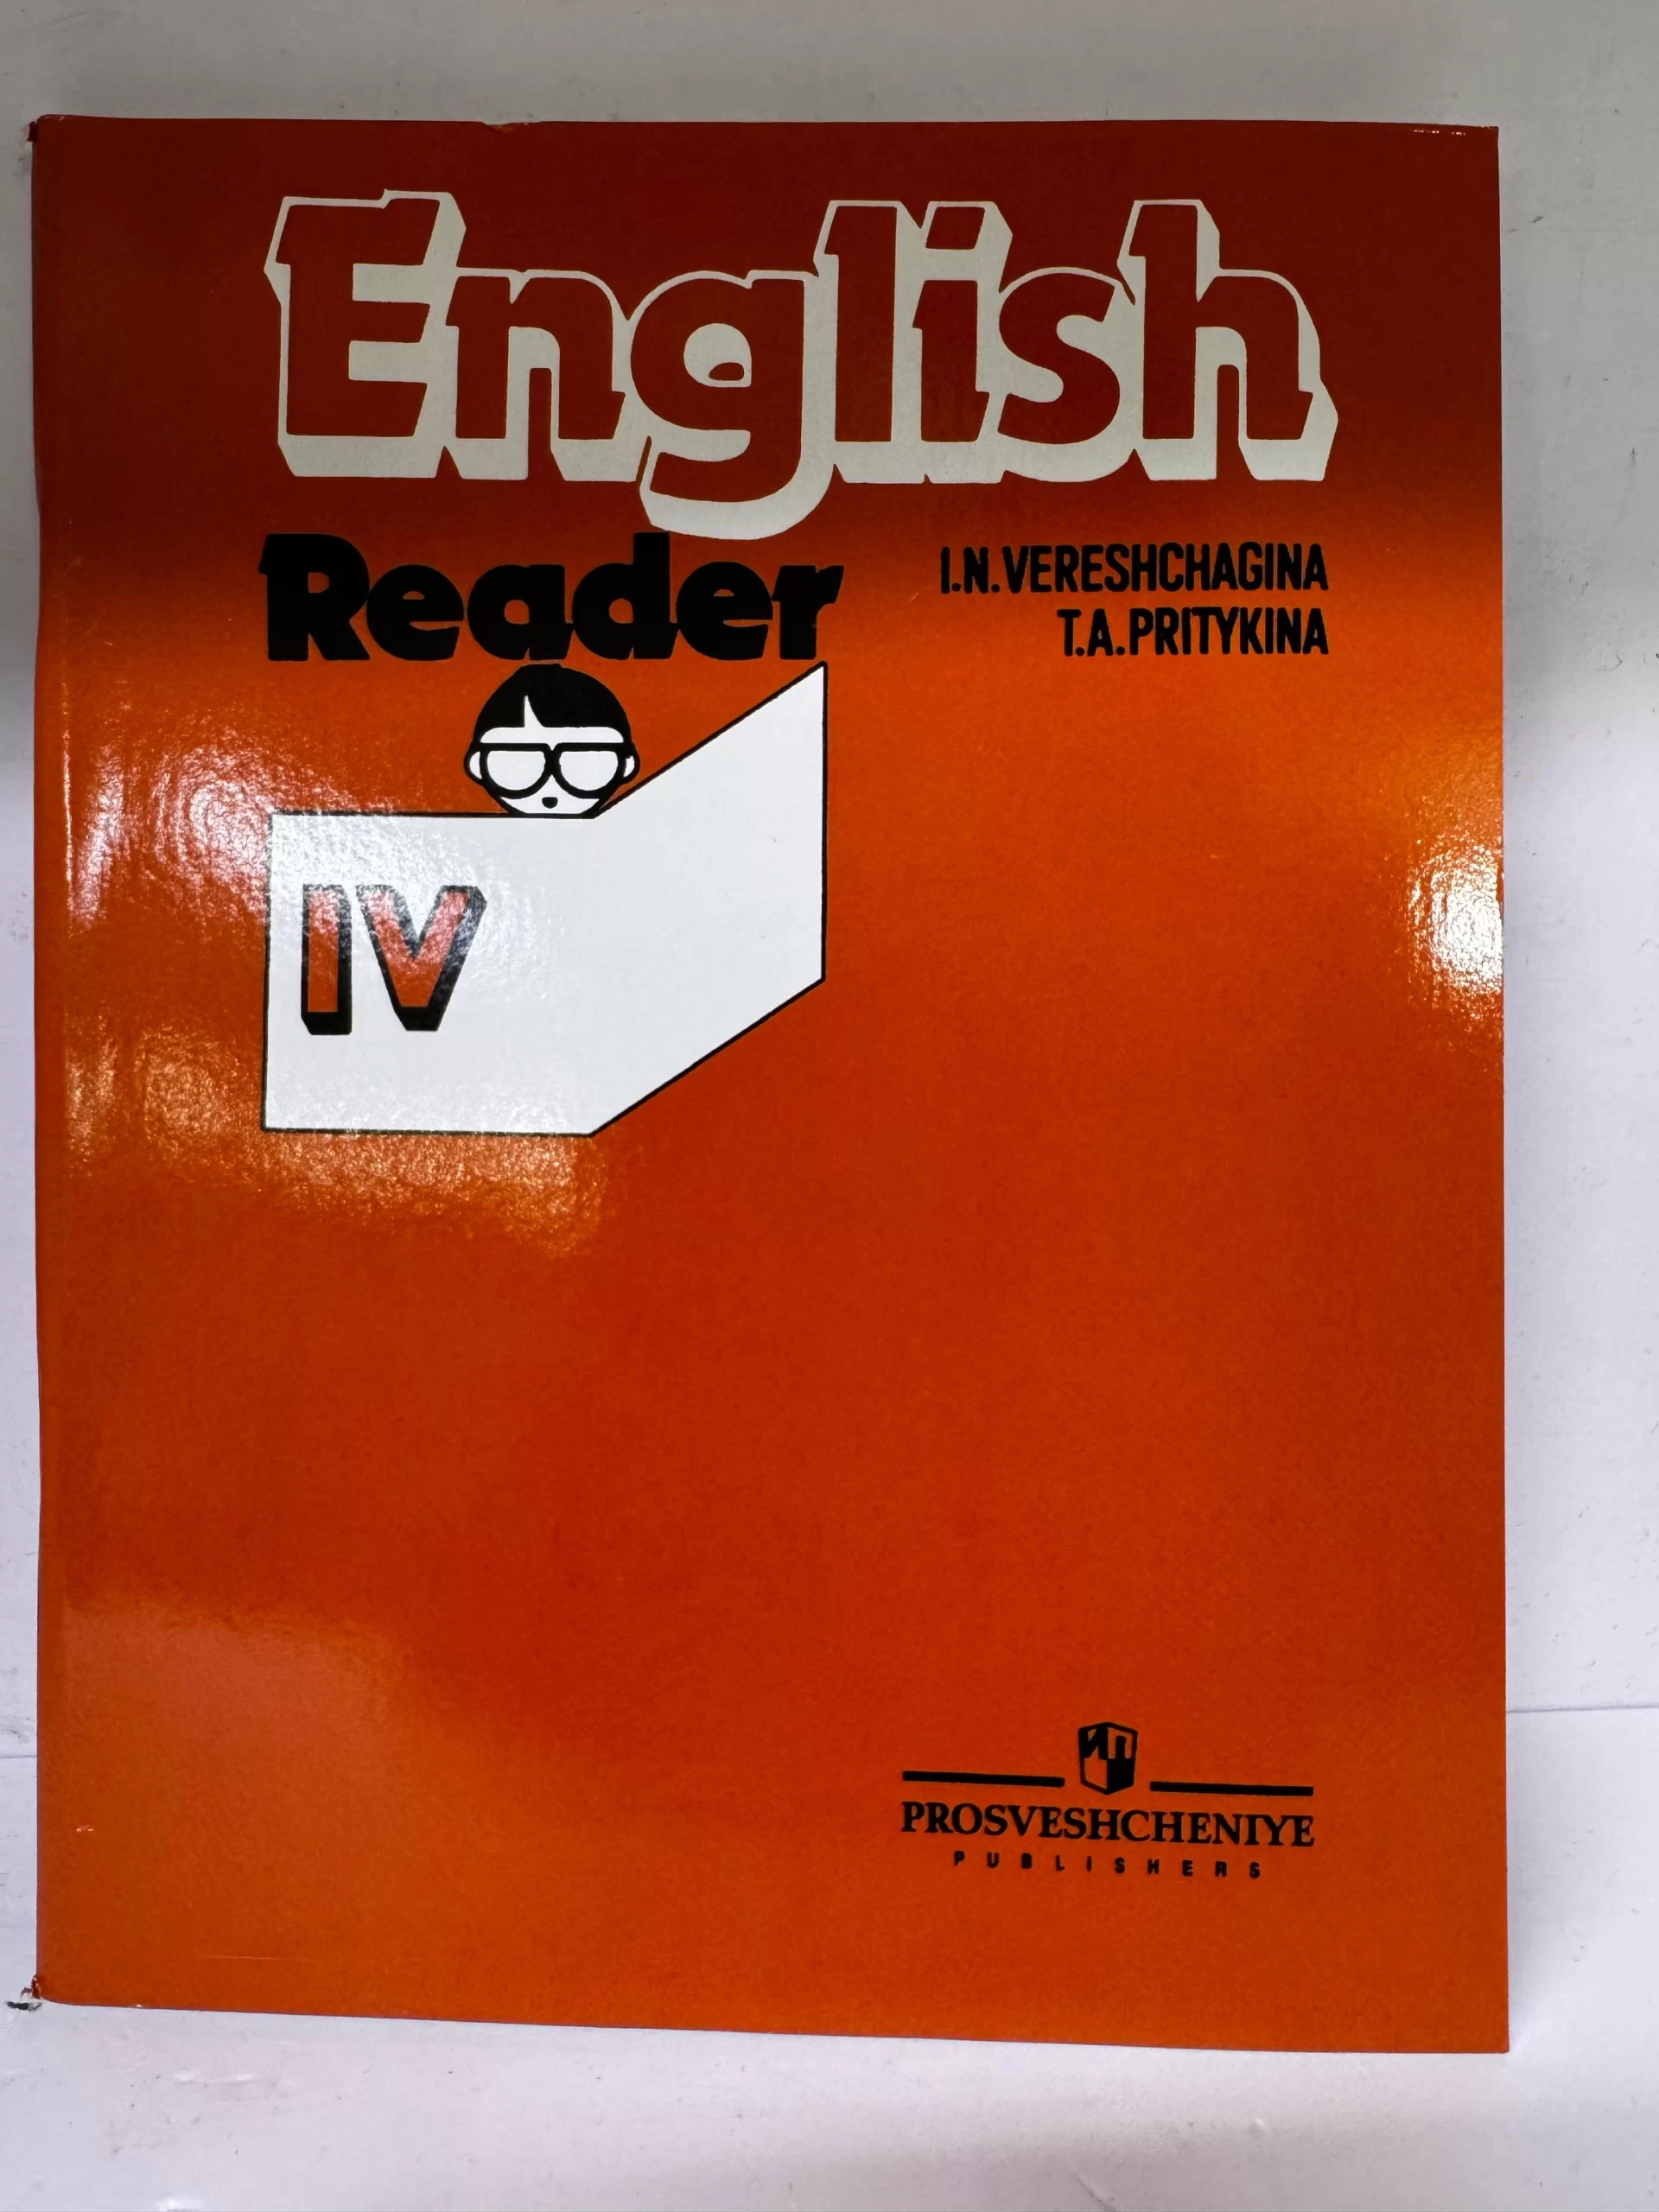 English
Reader
I.N.VERESHCHAGINA
T.A.PRITYKINA
IV
PROSVESHCHENIYE
PUBLISHERS